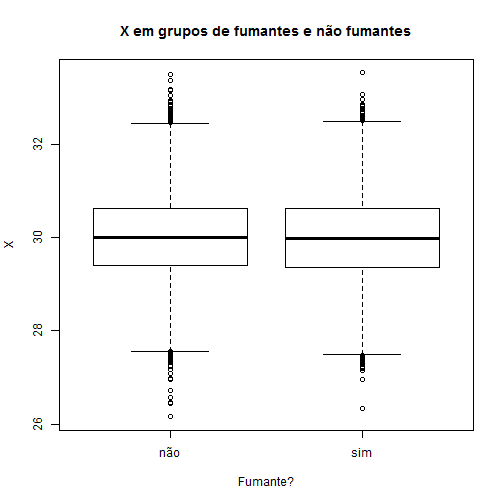 X em grupos de fumantes e não fumantes
32
30
28
26
X
não
sim
Fumante?